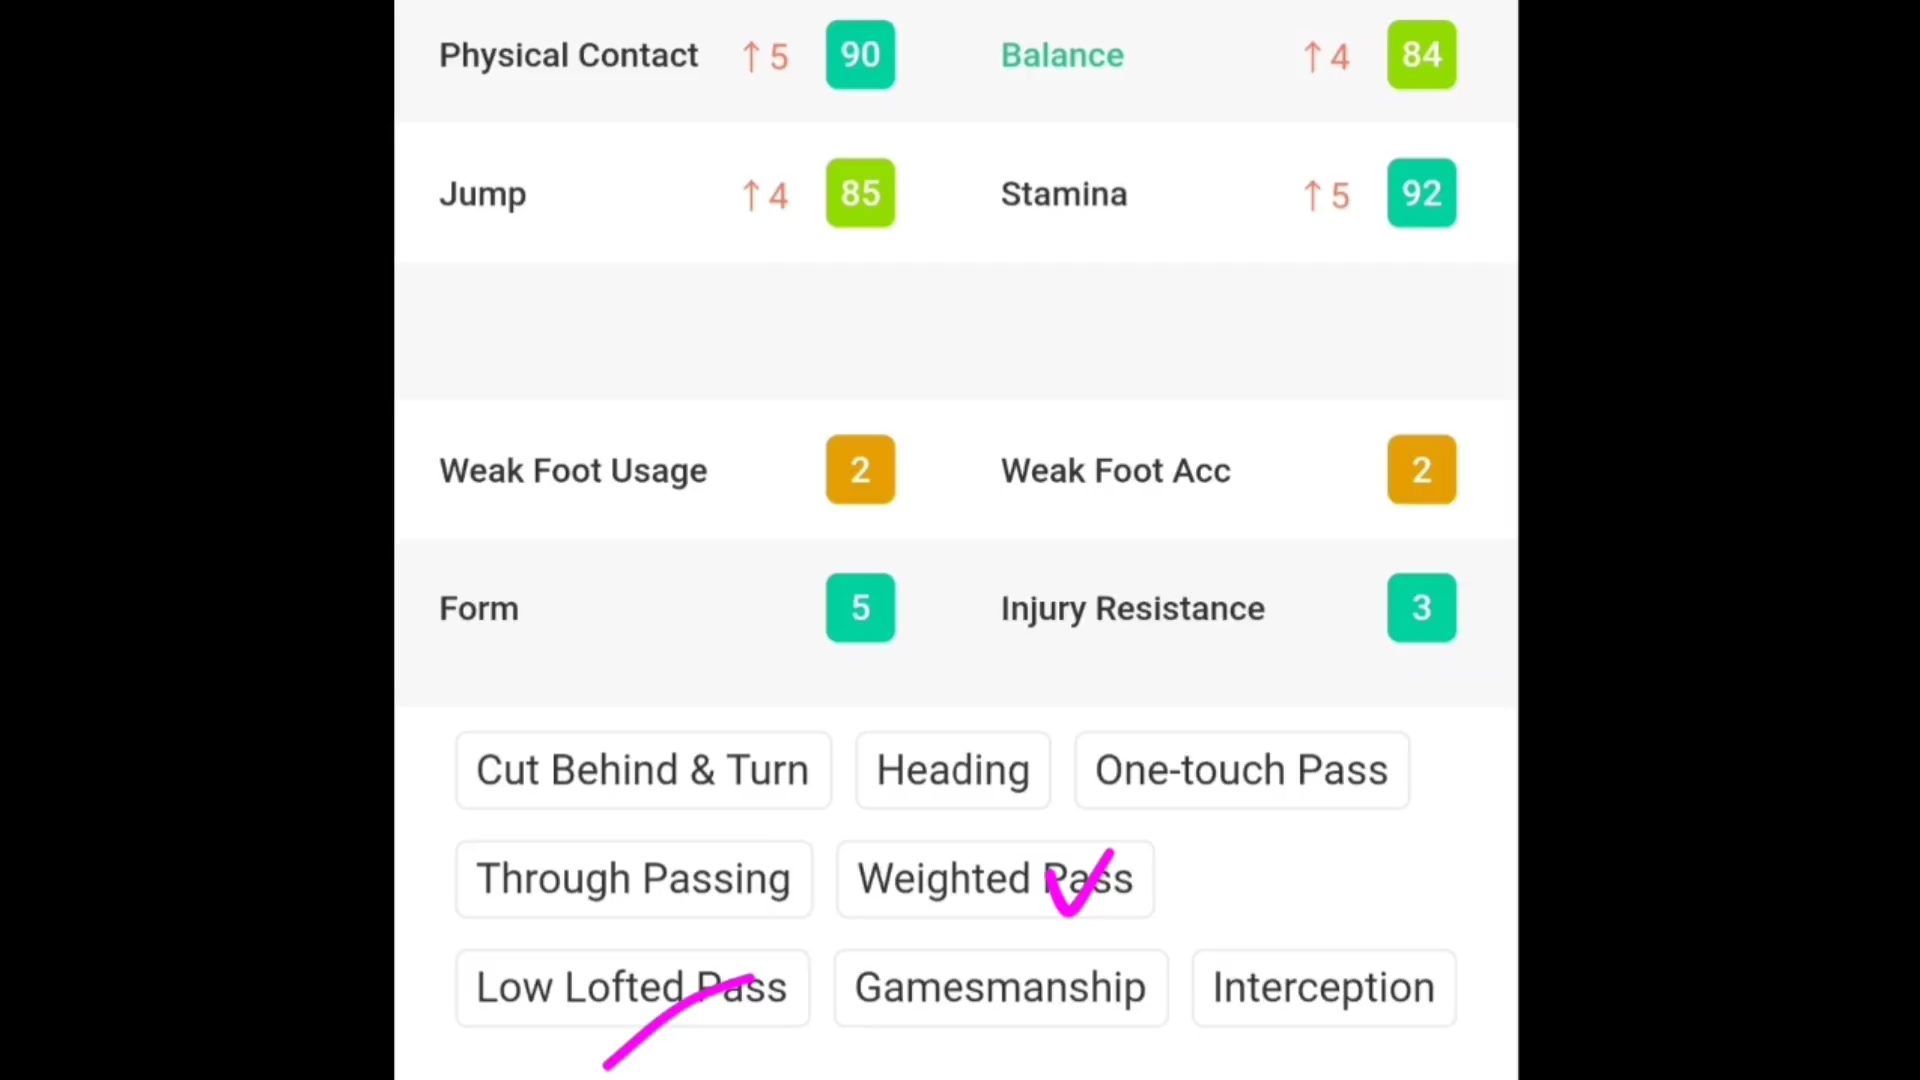 Physical Contact ↑ 5 90 Balance ↑ 4 84
Jump ↑ 4 85 Stamina ↑ 5 92
Weak Foot Usage 2 Weak Foot Acc 2
Form 5 Injury Resistance 3
Cut Behind & Turn Heading One-touch Pass
Through Passing Weighted Pass
Low Lofted Pass Gamesmanship Interception